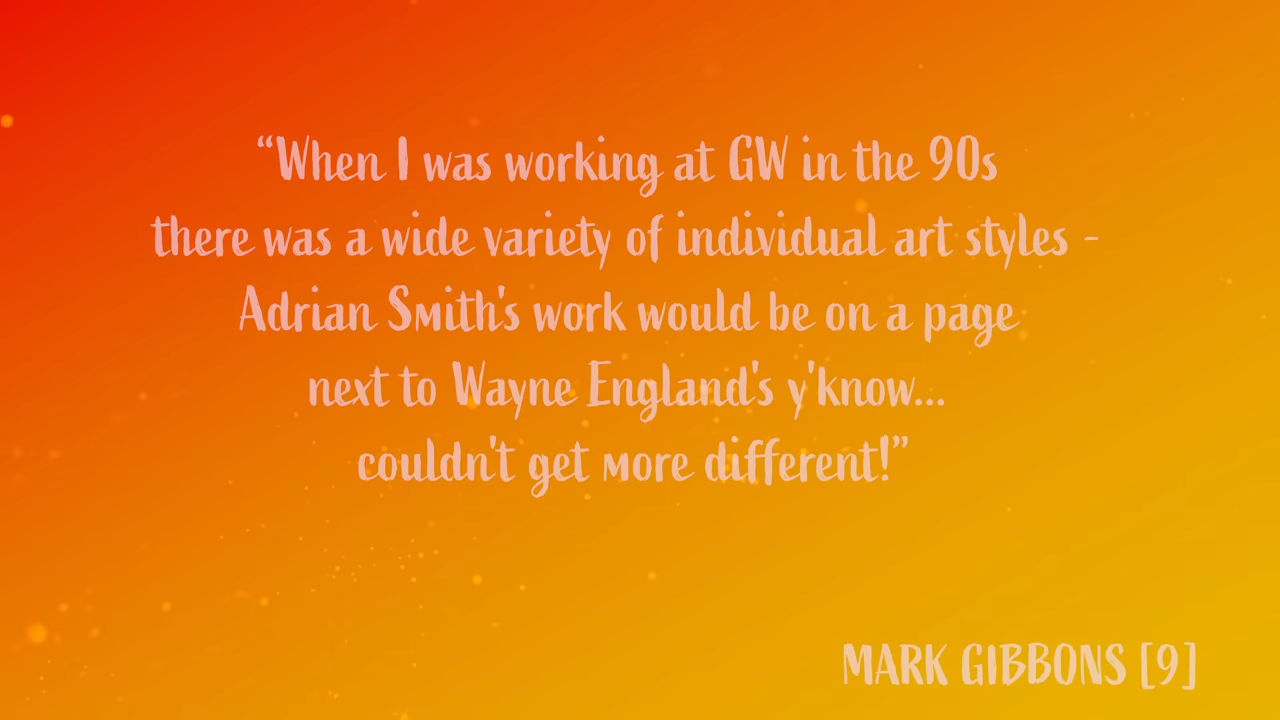 “When I was working at GW in the 90s
there was a wide variety of individual art styles -
Adrian Smith's work would be on a page
next to Wayne England's y'know...
couldn't get more different!”
MARK GIBBONS [9]